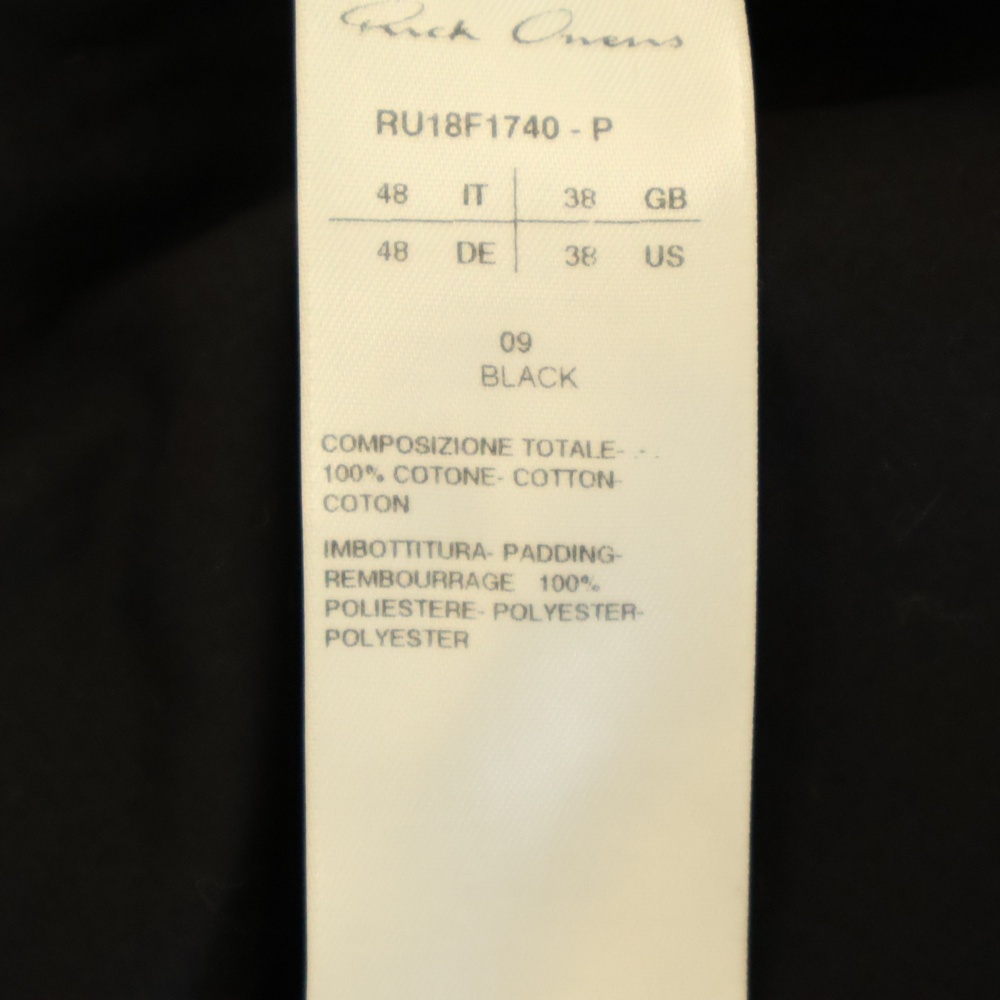 Rick Owens
RU18F1740 - P
48 IT 38 GB
48 DE 38 US
09
BLACK
COMPOSIZIONE TOTALE- - -
100% COTONE- COTTON-
COTON
IMBOTTITURA- PADDING-
REMBOURRAGE 100%
POLIESTERE- POLYESTER-
POLYESTER